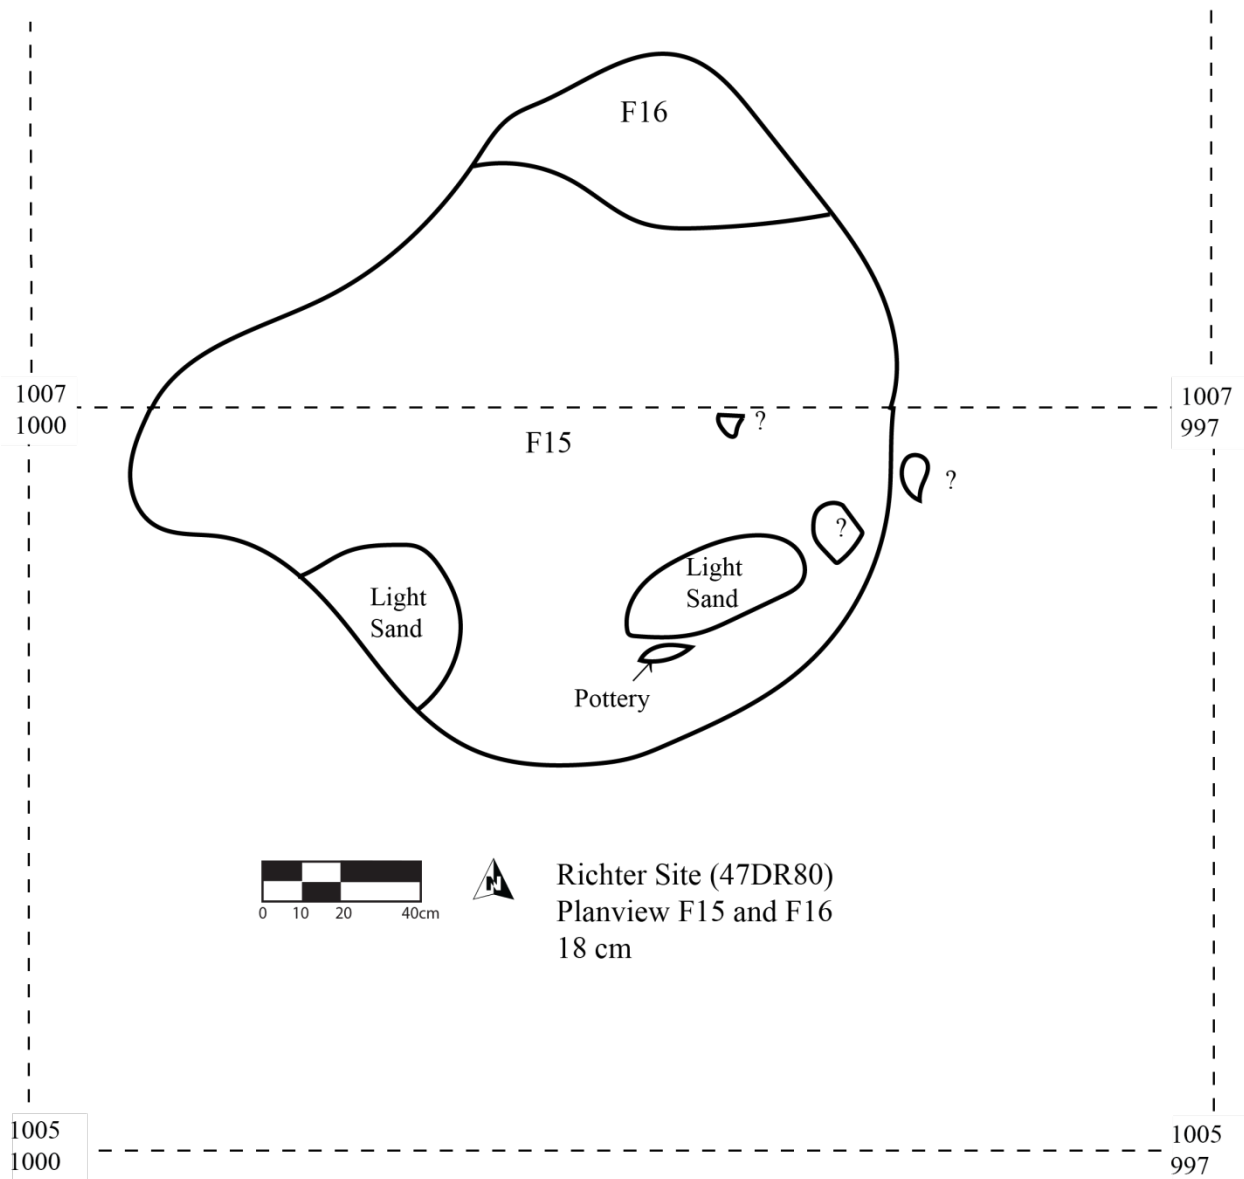 F16
1007
1000
1007
997
F15
?
?
?
Light
Sand
Light
Sand
Pottery
N
0 10 20 40cm
Richter Site (47DR80)
Planview F15 and F16
18 cm
1005
1000
1005
997